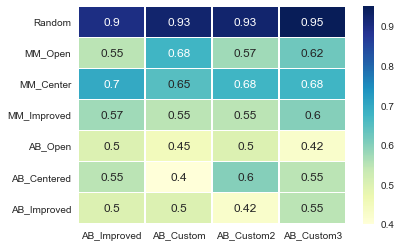 Random 0.9 0.93 0.93 0.95
MM_Open 0.55 0.68 0.57 0.62
MM_Center 0.7 0.65 0.68 0.68
MM_Improved 0.57 0.55 0.55 0.6
AB_Open 0.5 0.45 0.5 0.42
AB_Centered 0.55 0.4 0.6 0.55
AB_Improved 0.5 0.5 0.42 0.55
AB_Improved AB_Custom AB_Custom2 AB_Custom3
0.9
0.8
0.7
0.6
0.5
0.4